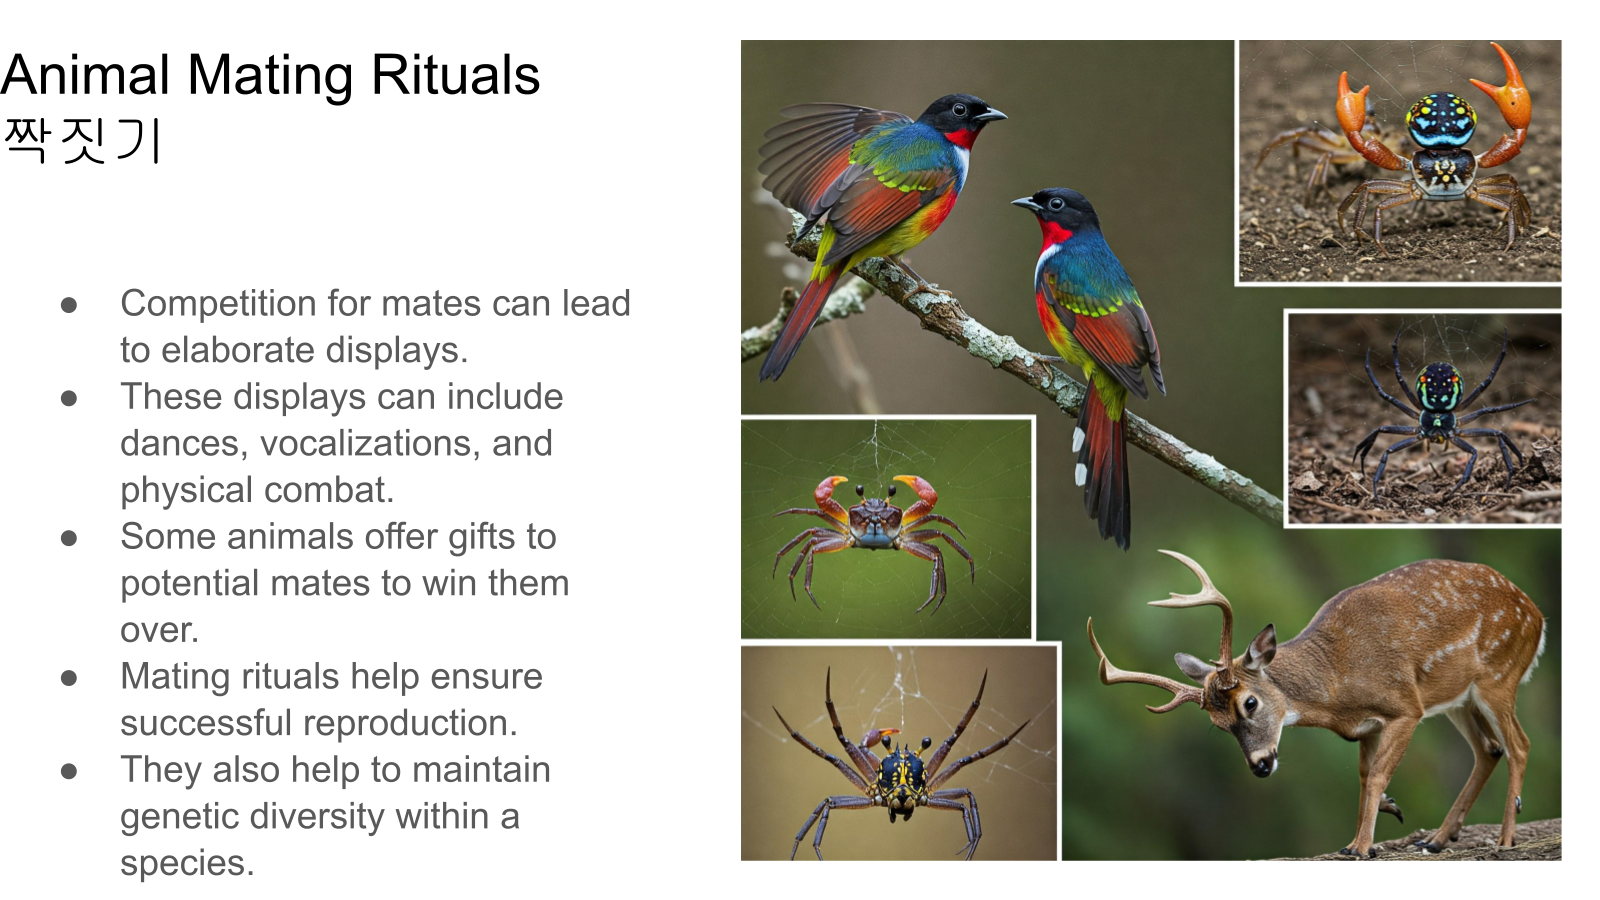 Animal Mating Rituals
짝짓기
● Competition for mates can lead
to elaborate displays.
● These displays can include
dances, vocalizations, and
physical combat.
● Some animals offer gifts to
potential mates to win them
over.
● Mating rituals help ensure
successful reproduction.
● They also help to maintain
genetic diversity within a
species.